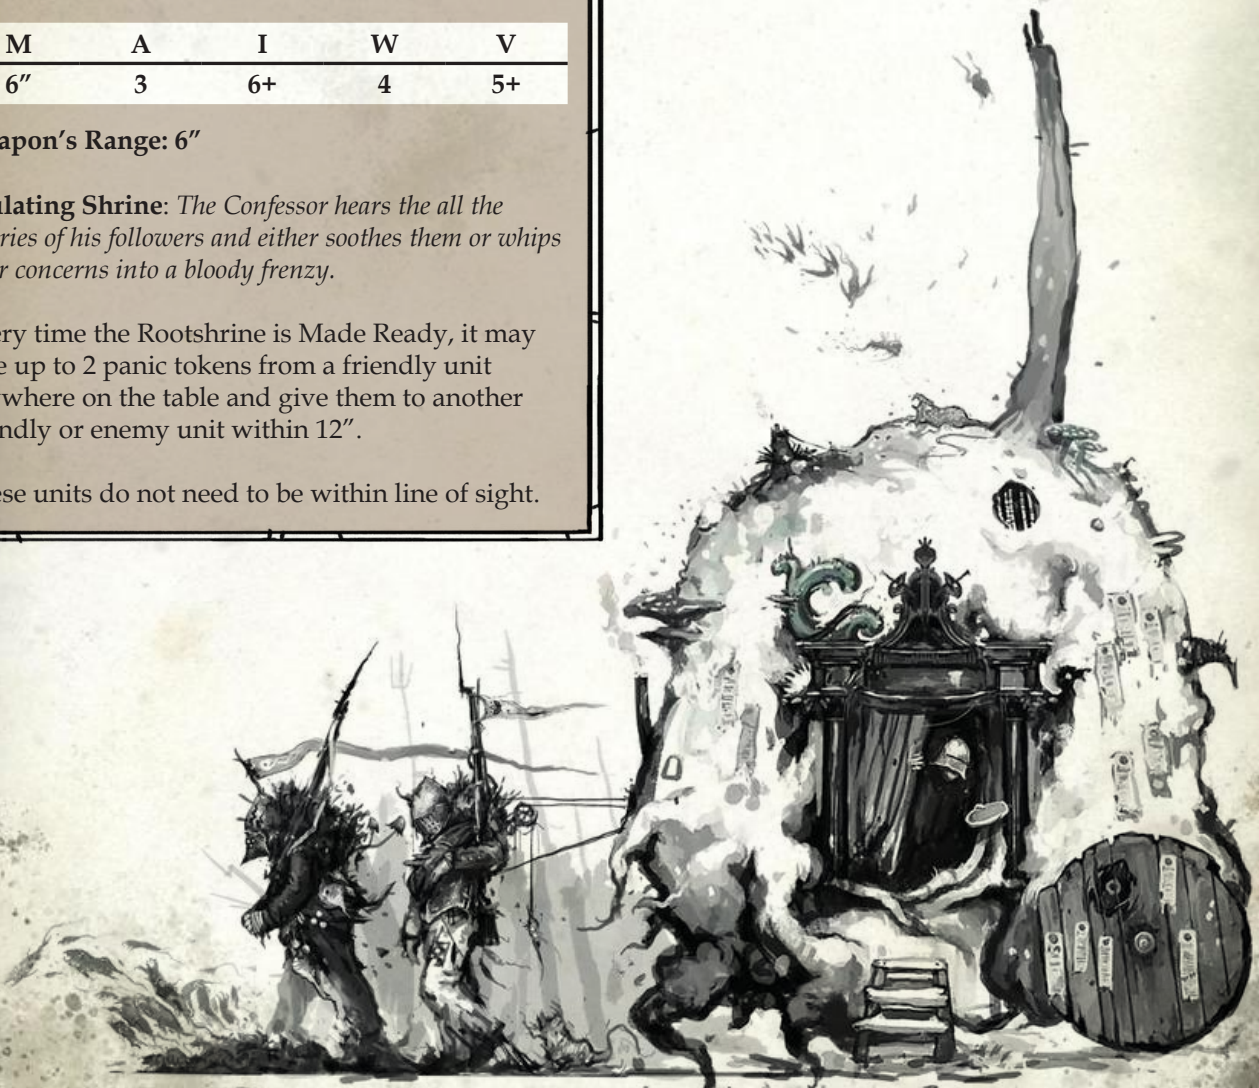 M A I W V
6” 3 6+ 4 5+
apon’s Range: 6”
ulating Shrine: The Confessor hears the all the
ries of his followers and either soothes them or whips
r concerns into a bloody frenzy.
ery time the Rootshrine is Made Ready, it may
e up to 2 panic tokens from a friendly unit
ywhere on the table and give them to another
ndly or enemy unit within 12”.
ese units do not need to be within line of sight.